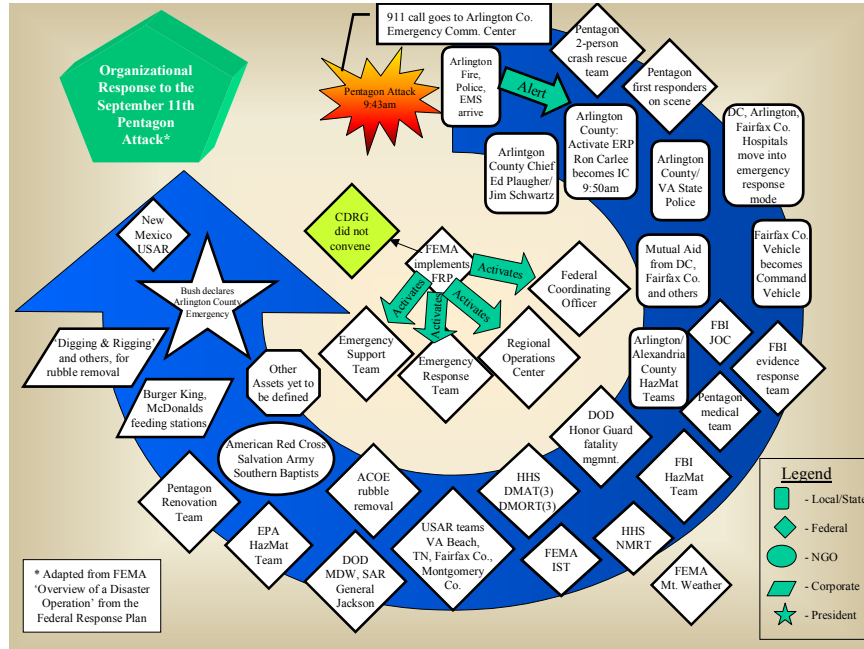 911 call goes to Arlington Co.
Emergency Comm. Center
Organizational
Response to the
September 11th
Pentagon
Attack*
Pentagon Attack
9:43am
Arlington
Fire,
Police,
EMS
arrive
Alert
Pentagon
2-person
crash rescue
team
Pentagon
first responders
on scene
Arlington
County:
Activate ERP
Ron Carlee
becomes IC
9:50am
Arlintgon
County Chief
Ed Plaugher/
Jim Schwartz
Arlington
County/
VA State
Police
DC, Arlington,
Fairfax Co.
Hospitals
move into
emergency
response
mode
New
Mexico
USAR
CDRG
did not
convene
FEMA
implements
FRP
Activates
Activates
Activates
Activates
Federal
Coordinating
Officer
Mutual Aid
from DC,
Fairfax Co.
and others
Fairfax Co.
Vehicle
becomes
Command
Vehicle
Bush declares
Arlington County
Emergency
‘Digging & Rigging’
and others, for
rubble removal
Other
Assets yet to
be defined
Emergency
Support
Team
Emergency
Response
Team
Regional
Operations
Center
Arlington/
Alexandria
County
HazMat
Teams
FBI
JOC
FBI
evidence
response
team
Burger King,
McDonalds
feeding stations
Pentagon
medical
team
DOD
Honor Guard
fatality
mgmnt.
American Red Cross
Salvation Army
Southern Baptists
FBI
HazMat
Team
Pentagon
Renovation
Team
ACOE
rubble
removal
HHS
DMAT(3)
DMORT(3)
EPA
HazMat
Team
USAR teams
VA Beach,
TN, Fairfax Co.,
Montgomery
Co.
HHS
NMRT
DOD
MDW, SAR
General
Jackson
FEMA
IST
FEMA
Mt. Weather
Legend
- Local/State
- Federal
- NGO
- Corporate
- President
* Adapted from FEMA
‘Overview of a Disaster
Operation’ from the
Federal Response Plan